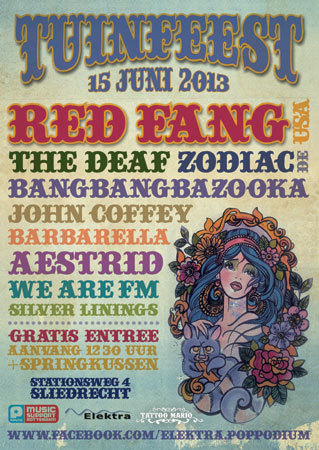 TUINFEEST
15 JUNI 2013
RED FANG USA
THE DEAF ZODIAC DE
BANGBANGBAZOOKA
JOHN COFFEY
BARBARELLA
AESTRID
WE ARE FM
SILVER LININGS
GRATIS ENTREE
AANVANG 12 30 UUR
+SPRINGKUSSEN
STATIONSWEG 4
SLIEDRECHT
MUSIC
SUPPORT
ROTTERDAM
Elektra
TATTOO MARIO
WWW.FACEBOOK.COM/ELEKTRA.POPPODIUM